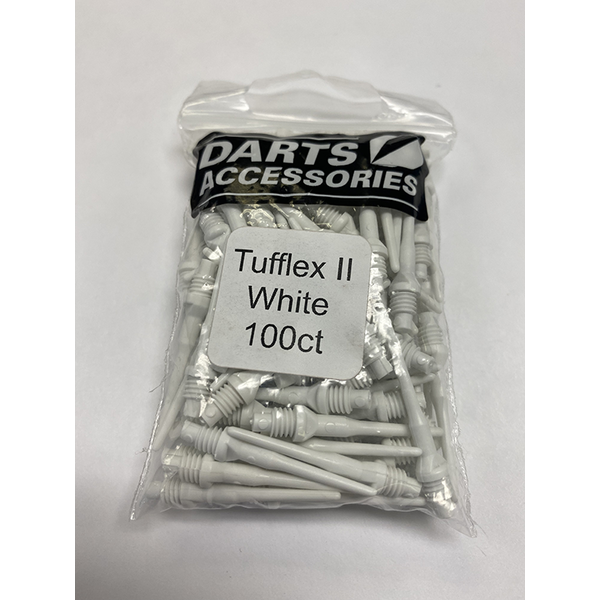 DARTS
ACCESSORIES
Tufflex II
White
100ct